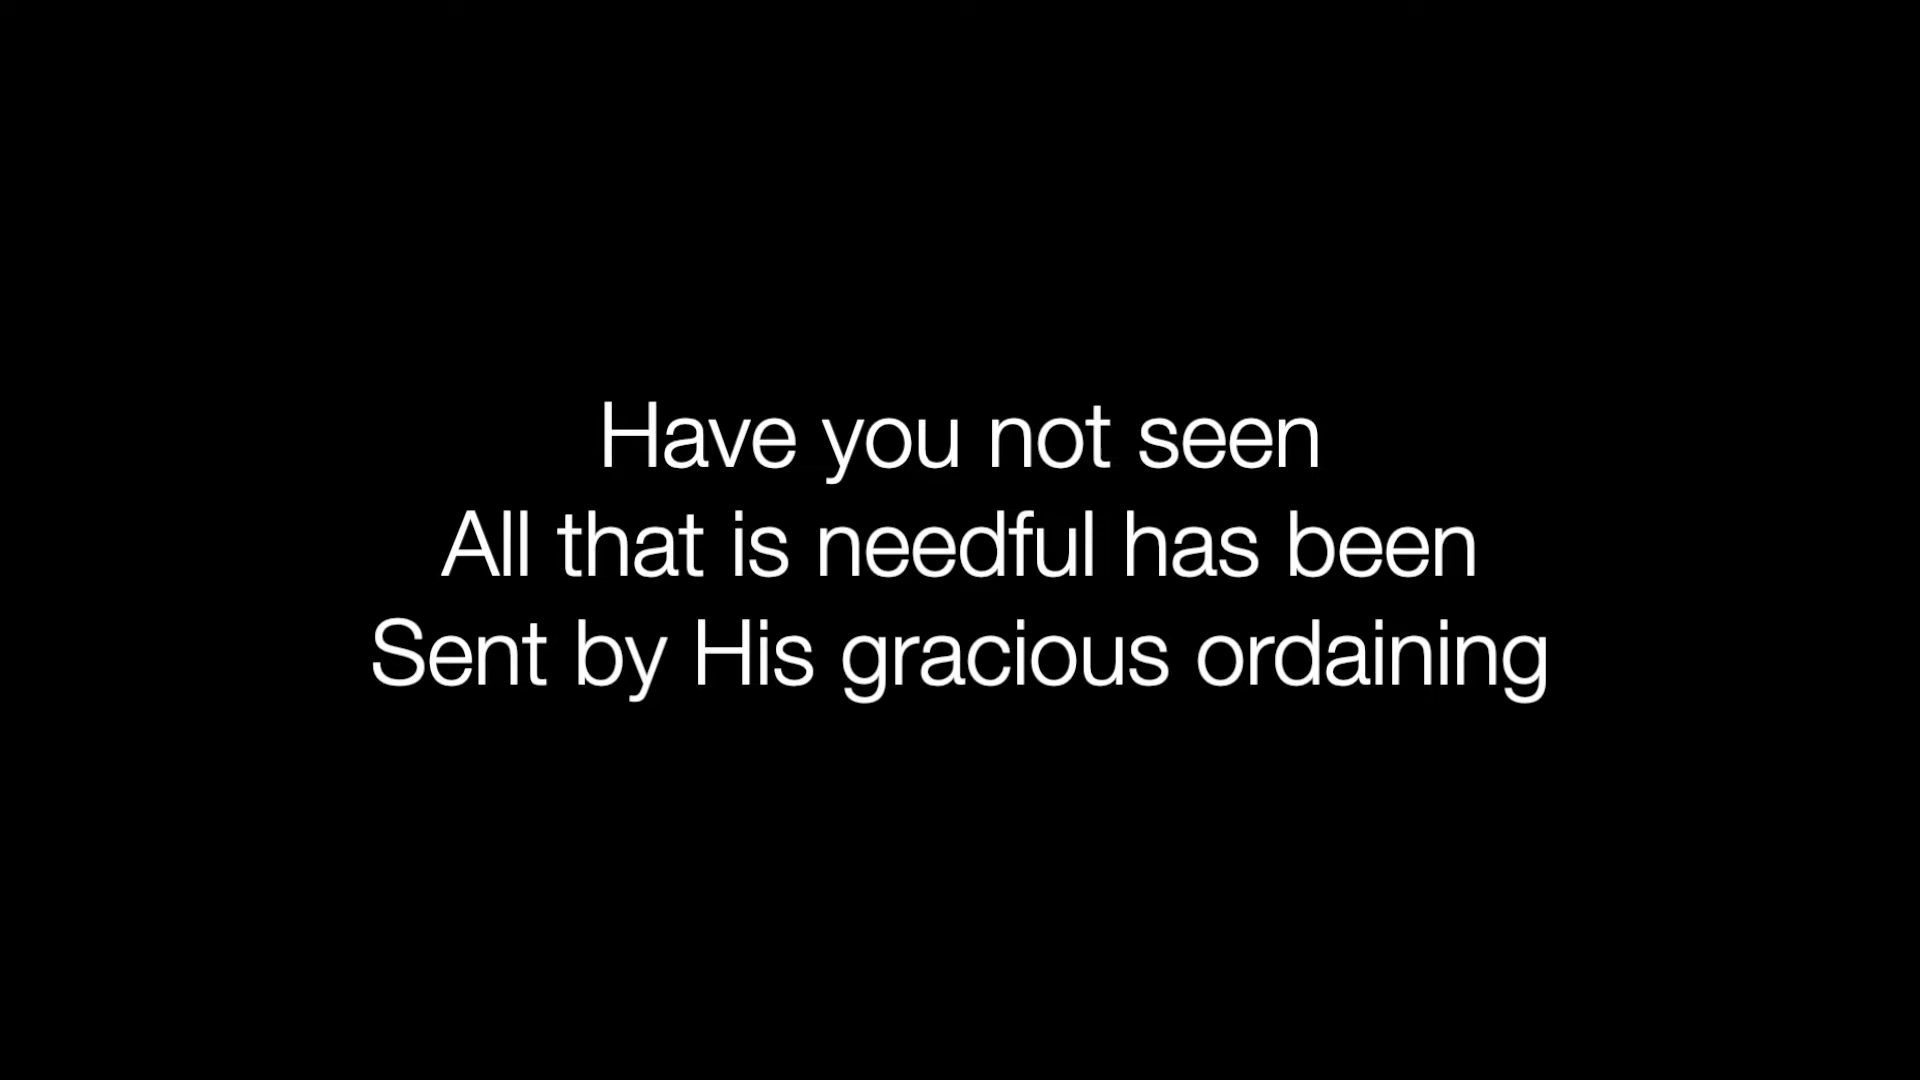 Have you not seen
All that is needful has been
Sent by His gracious ordaining